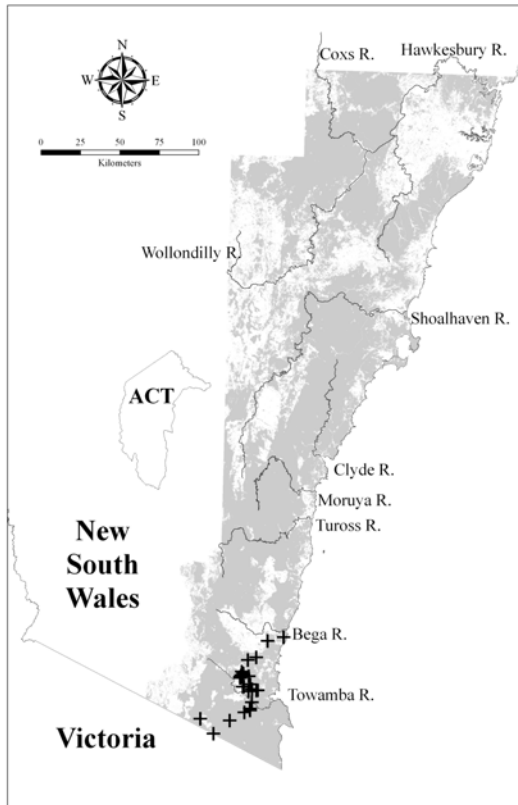 Coxs R.
Hawkesbury R.
N
W
E
S
0 25 50 75 100
Kilometers
Wollondilly R.
Shoalhaven R.
ACT
Clyde R.
Moruya R.
Tuross R.
New
South
Wales
Bega R.
Towamba R.
Victoria